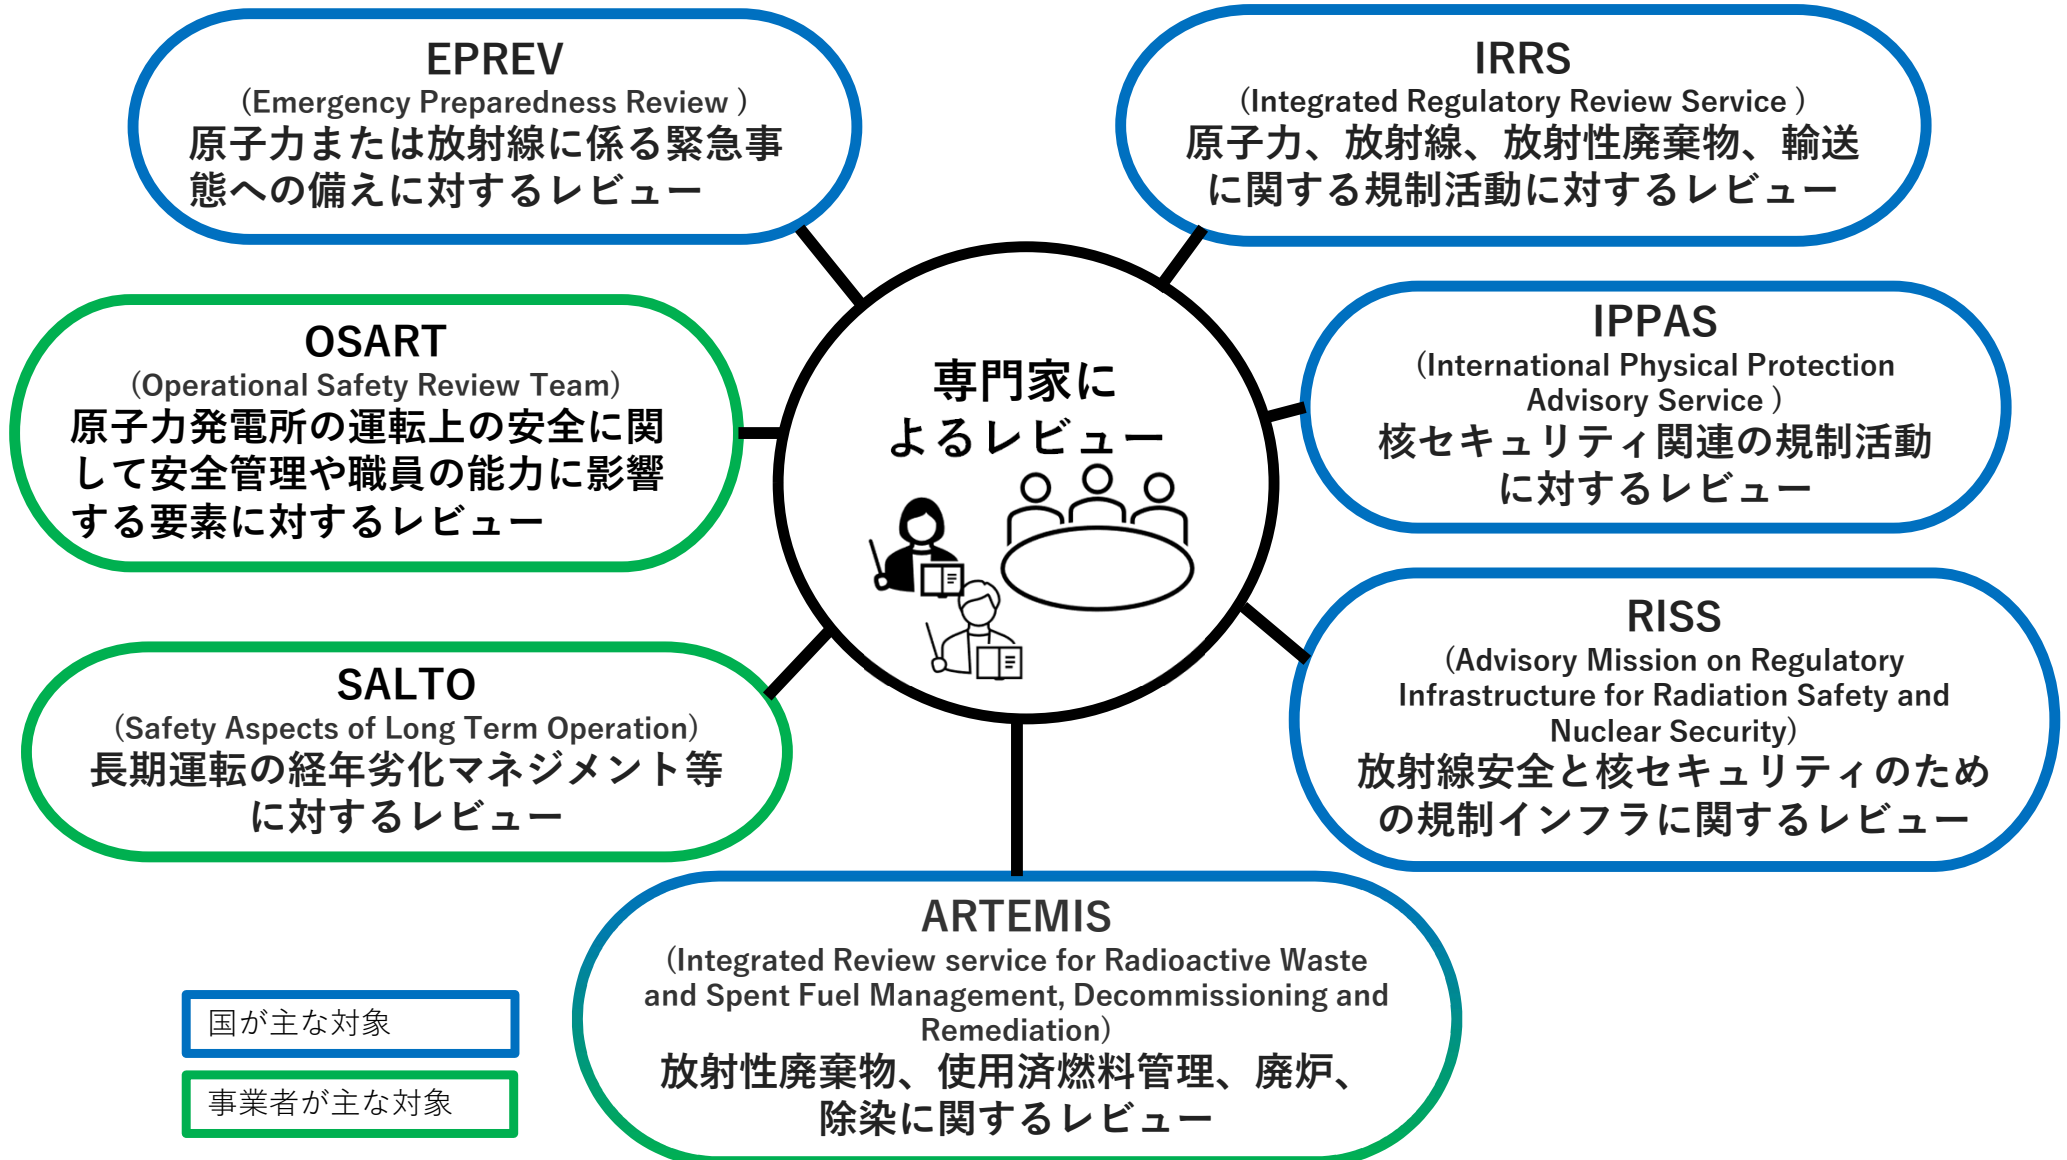 EPREV
(Emergency Preparedness Review )
原子力または放射線に係る緊急事
態への備えに対するレビュー
IRRS
(Integrated Regulatory Review Service )
原子力、放射線、放射性廃棄物、輸送
に関する規制活動に対するレビュー
OSART
(Operational Safety Review Team)
原子力発電所の運転上の安全に関
して安全管理や職員の能力に影響
する要素に対するレビュー
専門家に
よるレビュー
IPPAS
(International Physical Protection
Advisory Service )
核セキュリティ関連の規制活動
に対するレビュー
SALTO
(Safety Aspects of Long Term Operation)
長期運転の経年劣化マネジメント等
に対するレビュー
RISS
(Advisory Mission on Regulatory
Infrastructure for Radiation Safety and
Nuclear Security)
放射線安全と核セキュリティのため
の規制インフラに関するレビュー
ARTEMIS
(Integrated Review service for Radioactive Waste
and Spent Fuel Management, Decommissioning and
Remediation)
放射性廃棄物、使用済燃料管理、廃炉、
除染に関するレビュー
国が主な対象
事業者が主な対象